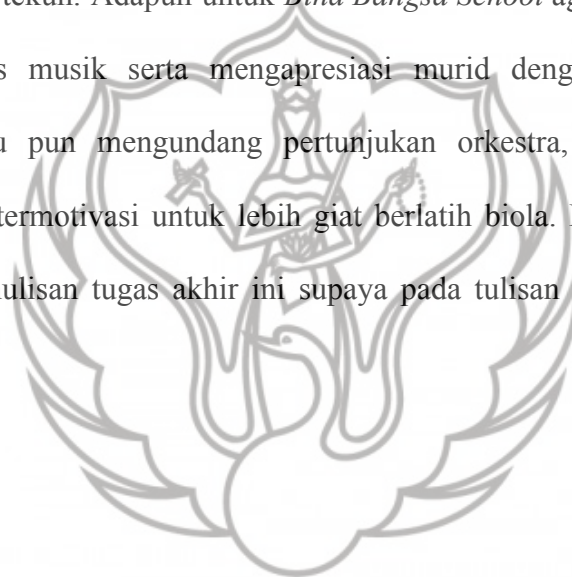 tekun. Adapun untuk Bina Bangsa School
s musik serta mengapresiasi murid deng
u pun mengundang pertunjukan orkestra,
termotivasi untuk lebih giat berlatih biola.
ulisan tugas akhir ini supaya pada tulisan